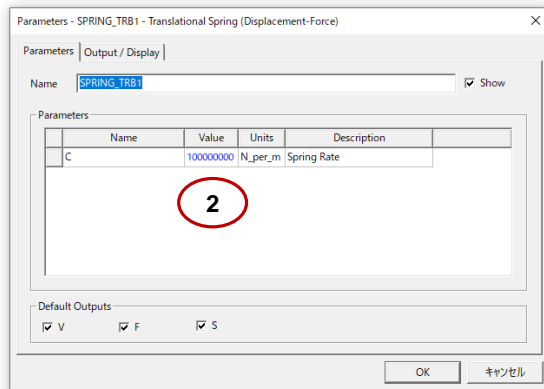 Parameters - SPRING_TRB1 - Translational Spring (Displacement-Force)
Parameters Output / Display
Name SPRING_TRB1 Show
Parameters
Name Value Units Description
C 100000000 N_per_m Spring Rate
2
Default Outputs
V F S
OK キャンセル